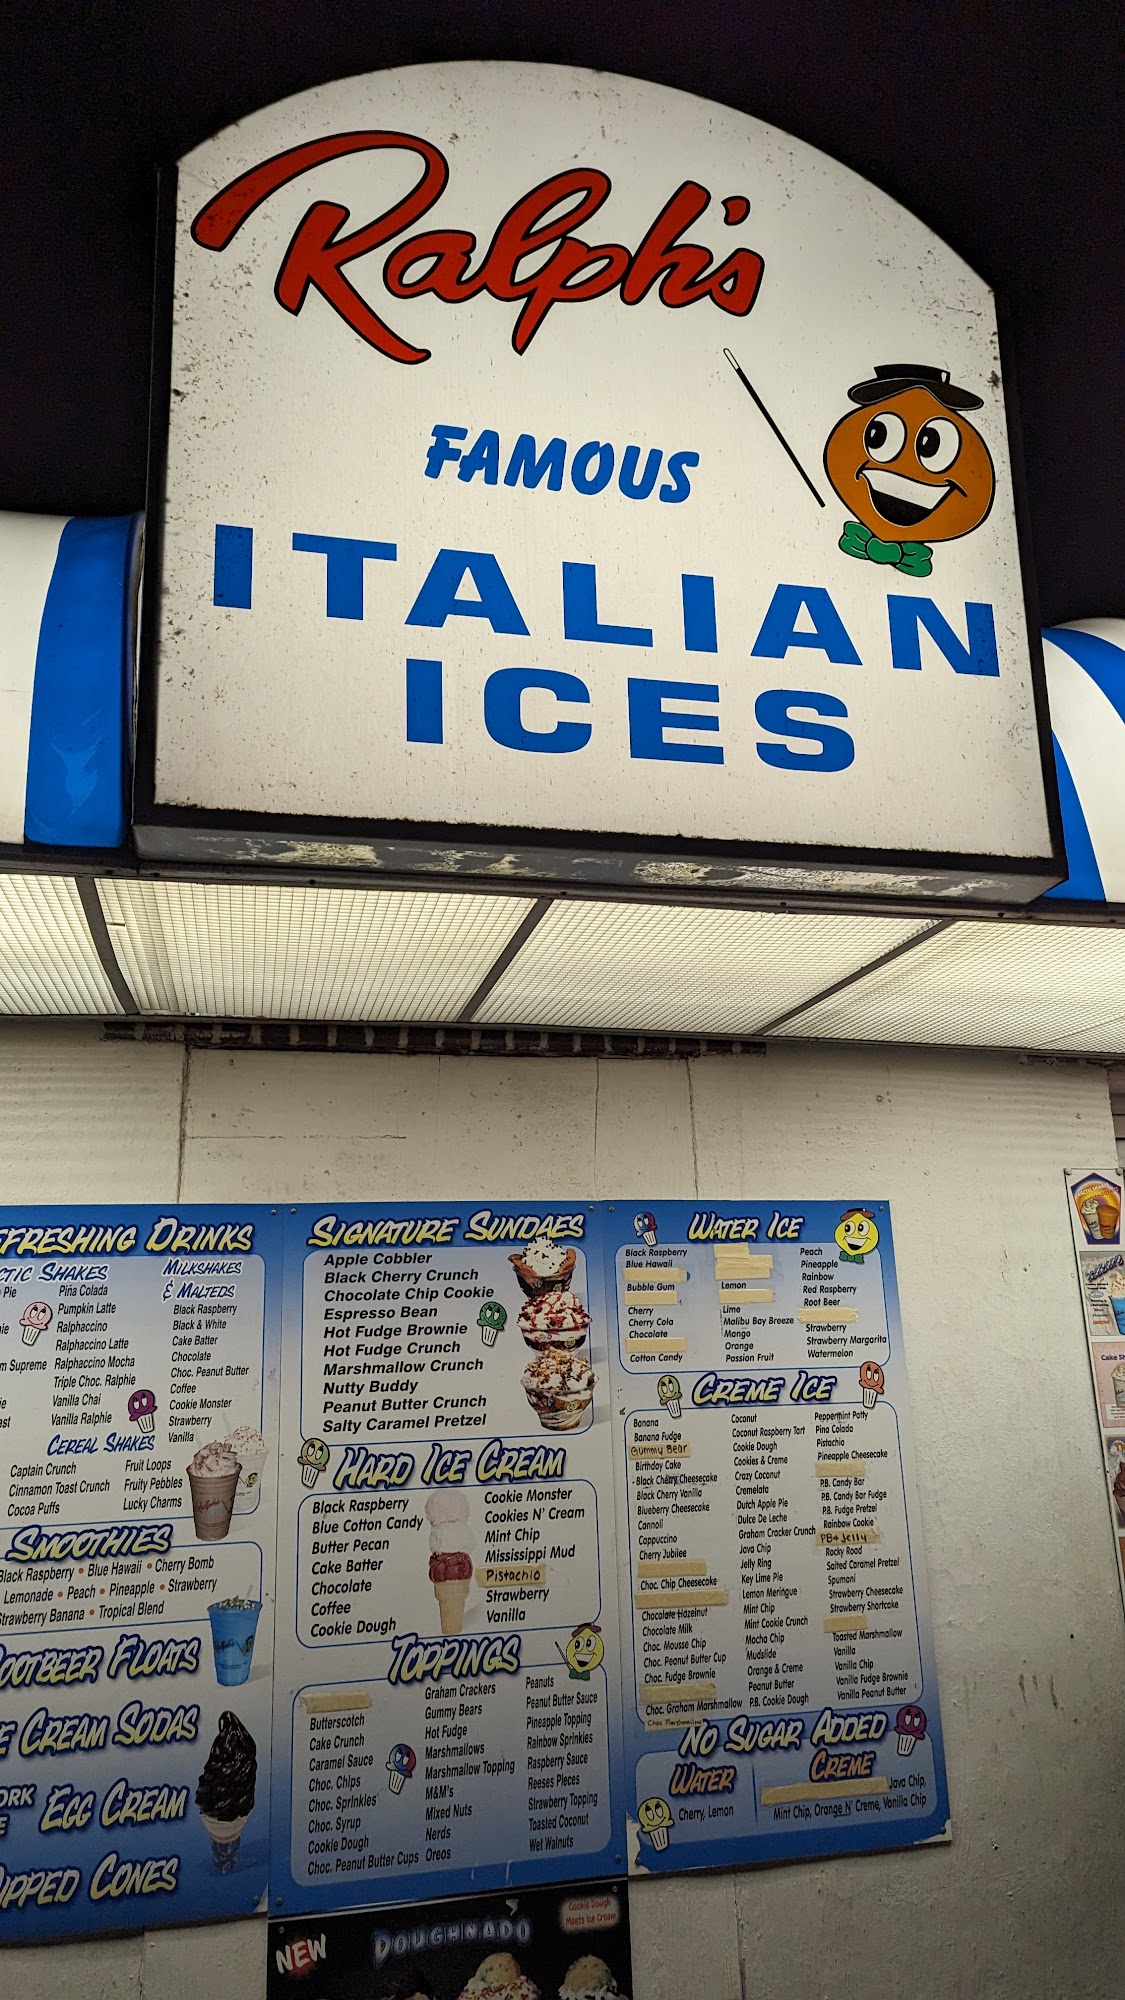 Ralph's
FAMOUS
ITALIAN
ICES
EFRESHING DRINKS
CTIC SHAKES
Pie
Piña Colada
Pumpkin Latte
Ralphaccino
Ralphaccino Latte
m Supreme
Ralphaccino Mocha
Triple Choc. Ralphie
Vanilla Chai
Vanilla Ralphie
MILKSHAKES
& MALTEDS
Black Raspberry
Black & White
Cake Batter
Chocolate
Choc. Peanut Butter
Coffee
Cookie Monster
Strawberry
Vanilla
CEREAL SHAKES
Captain Crunch
Cinnamon Toast Crunch
Cocoa Puffs
Fruit Loops
Fruity Pebbles
Lucky Charms
SMOOTHIES
Black Raspberry • Blue Hawaii • Cherry Bomb
Lemonade • Peach • Pineapple • Strawberry
Strawberry Banana • Tropical Blend
OOTBEER FLOATS
E CREAM SODAS
ORK
E
EGG CREAM
IPPED CONES
SIGNATURE SUNDAES
Apple Cobbler
Black Cherry Crunch
Chocolate Chip Cookie
Espresso Bean
Hot Fudge Brownie
Hot Fudge Crunch
Marshmallow Crunch
Nutty Buddy
Peanut Butter Crunch
Salty Caramel Pretzel
HARD ICE CREAM
Black Raspberry
Blue Cotton Candy
Butter Pecan
Cake Batter
Chocolate
Coffee
Cookie Dough
Cookie Monster
Cookies N' Cream
Mint Chip
Mississippi Mud
Pistachio
Strawberry
Vanilla
TOPPINGS
Butterscotch
Cake Crunch
Caramel Sauce
Choc. Chips
Choc. Sprinkles
Choc. Syrup
Cookie Dough
Choc. Peanut Butter Cups
Graham Crackers
Gummy Bears
Hot Fudge
Marshmallows
Marshmallow Topping
M&M's
Mixed Nuts
Nerds
Oreos
Peanuts
Peanut Butter Sauce
Pineapple Topping
Rainbow Sprinkles
Raspberry Sauce
Reeses Pieces
Strawberry Topping
Toasted Coconut
Wet Walnuts
WATER ICE
Black Raspberry
Blue Hawaii
Bubble Gum
Cherry
Cherry Cola
Chocolate
Cotton Candy
Lemon
Lime
Malibu Bay Breeze
Mango
Orange
Passion Fruit
Peach
Pineapple
Rainbow
Red Raspberry
Root Beer
Strawberry
Strawberry Margarita
Watermelon
CREME ICE
Banana
Banana Fudge
Gummy Bear
Birthday Cake
Black Cherry Cheesecake
Black Cherry Vanilla
Blueberry Cheesecake
Cannoli
Cappuccino
Cherry Jubilee
Choc. Chip Cheesecake
Chocolate Hazelnut
Chocolate Milk
Choc. Mousse Chip
Choc. Peanut Butter Cup
Choc. Fudge Brownie
Choc. Graham Marshmallow
Choc Marshmallow
Coconut
Coconut Raspberry Tart
Cookie Dough
Cookies & Creme
Crazy Coconut
Cremelata
Dutch Apple Pie
Dulce De Leche
Graham Cracker Crunch
Java Chip
Jelly Ring
Key Lime Pie
Lemon Meringue
Mint Chip
Mint Cookie Crunch
Mocha Chip
Mudslide
Orange & Creme
Peanut Butter
P.B. Cookie Dough
Peppermint Patty
Pina Colada
Pistachio
Pineapple Cheesecake
P.B. Candy Bar
P.B. Candy Bar Fudge
P.B. Fudge Pretzel
Rainbow Cookie
PB+Jelly
Rocky Road
Salted Caramel Pretzel
Spumoni
Strawberry Cheesecake
Strawberry Shortcake
Toasted Marshmallow
Vanilla
Vanilla Chip
Vanilla Fudge Brownie
Vanilla Peanut Butter
NO SUGAR ADDED
WATER
Cherry, Lemon
CREME
Java Chip,
Mint Chip, Orange N' Creme, Vanilla Chip
NEW
DOUGHNADO
Cookie Dough
Meets Ice Cream